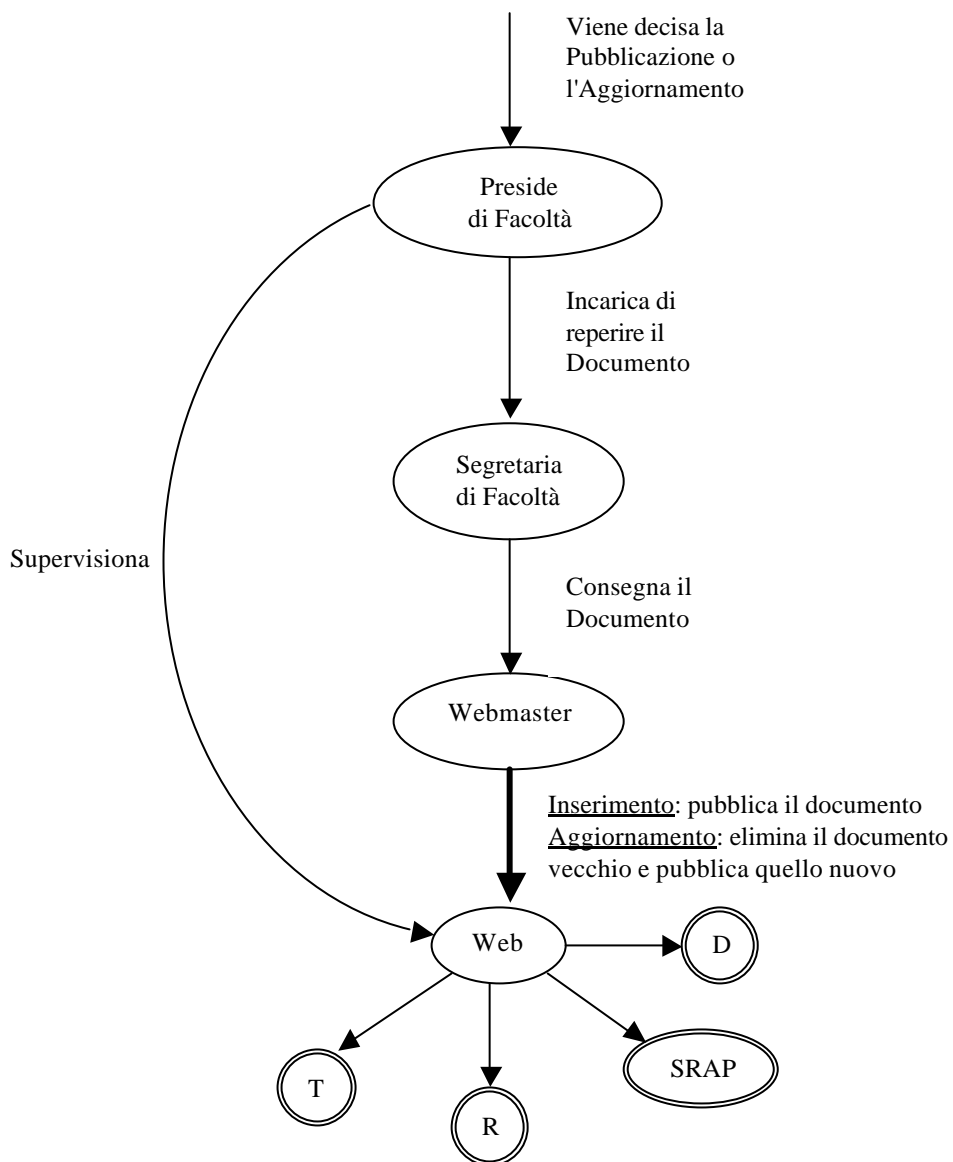 Viene decisa la
Pubblicazione o
l'Aggiornamento
Preside
di Facoltà
Incarica di
reperire il
Documento
Segretaria
di Facoltà
Supervisiona
Consegna il
Documento
Webmaster
Inserimento: pubblica il documento
Aggiornamento: elimina il documento
vecchio e pubblica quello nuovo
Web
D
T
SRAP
R